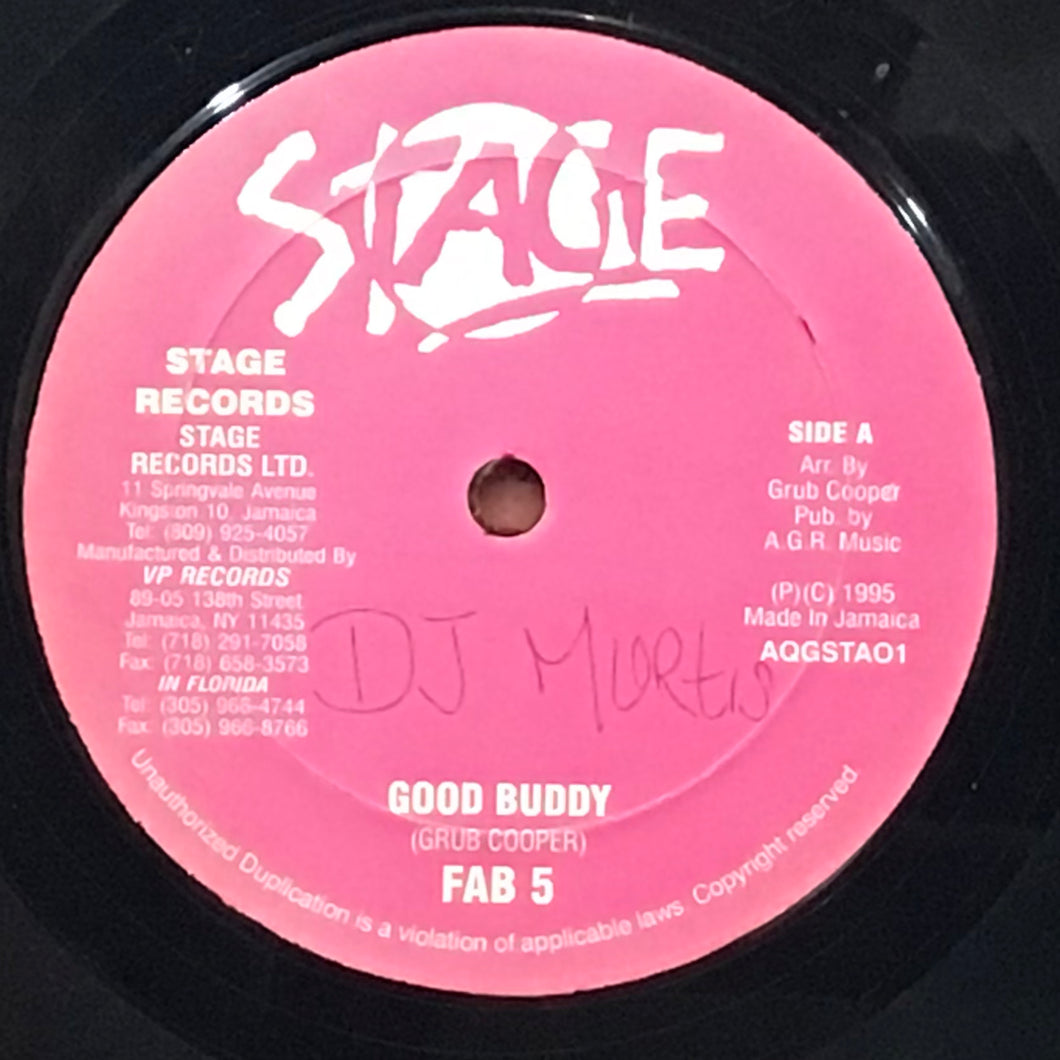 STAGE
STAGE
RECORDS
STAGE
RECORDS LTD.
11 Springvale Avenue
Kingston 10, Jamaica
Tel: (809) 925-4057
Manufactured & Distributed By
VP RECORDS
89-05 138th Street
Jamaica, NY 11435
Tel: (718) 291-7058
Fax: (718) 658-3573
IN FLORIDA
Tel: (305) 966-4744
Fax: (305) 966-8766
SIDE A
Arr. By
Grub Cooper
Pub. by
A.G.R. Music
(P)(C) 1995
Made In Jamaica
AQGSTAO1
DJ Murtis
GOOD BUDDY
(GRUB COOPER)
FAB 5
Unauthorized Duplication is a violation of applicable laws. Copyright reserved.